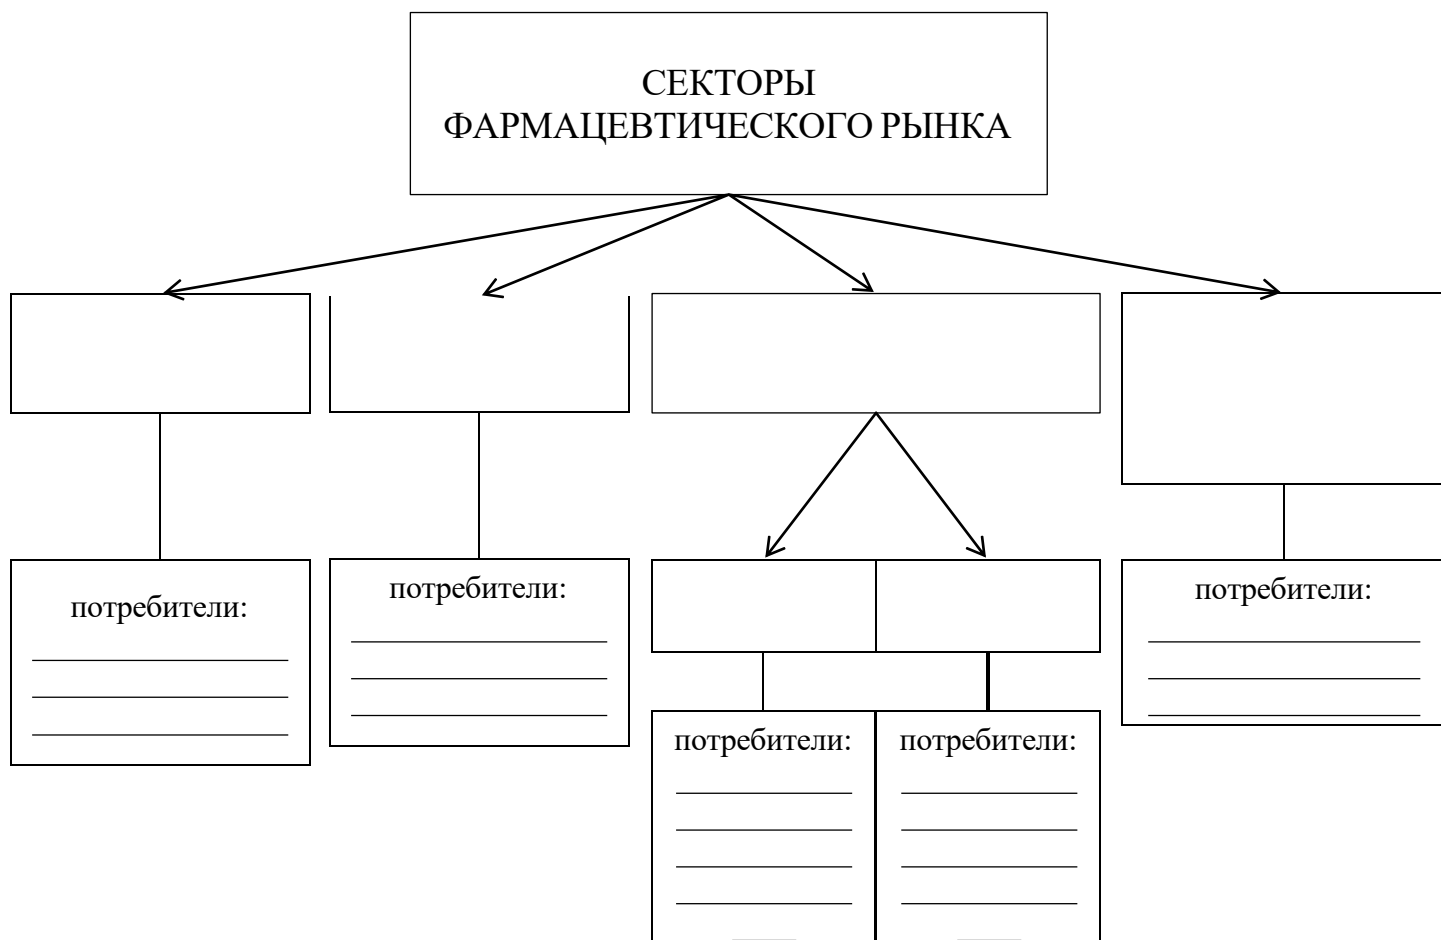 СЕКТОРЫ
ФАРМАЦЕВТИЧЕСКОГО РЫНКА
потребители:
потребители:
потребители:
потребители:
потребители: